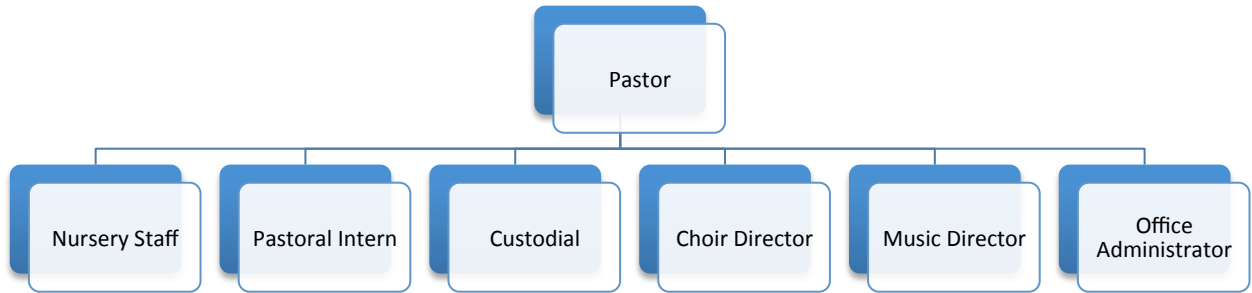 Pastor
Nursery Staff
Pastoral Intern
Custodial
Choir Director
Music Director
Office
Administrator